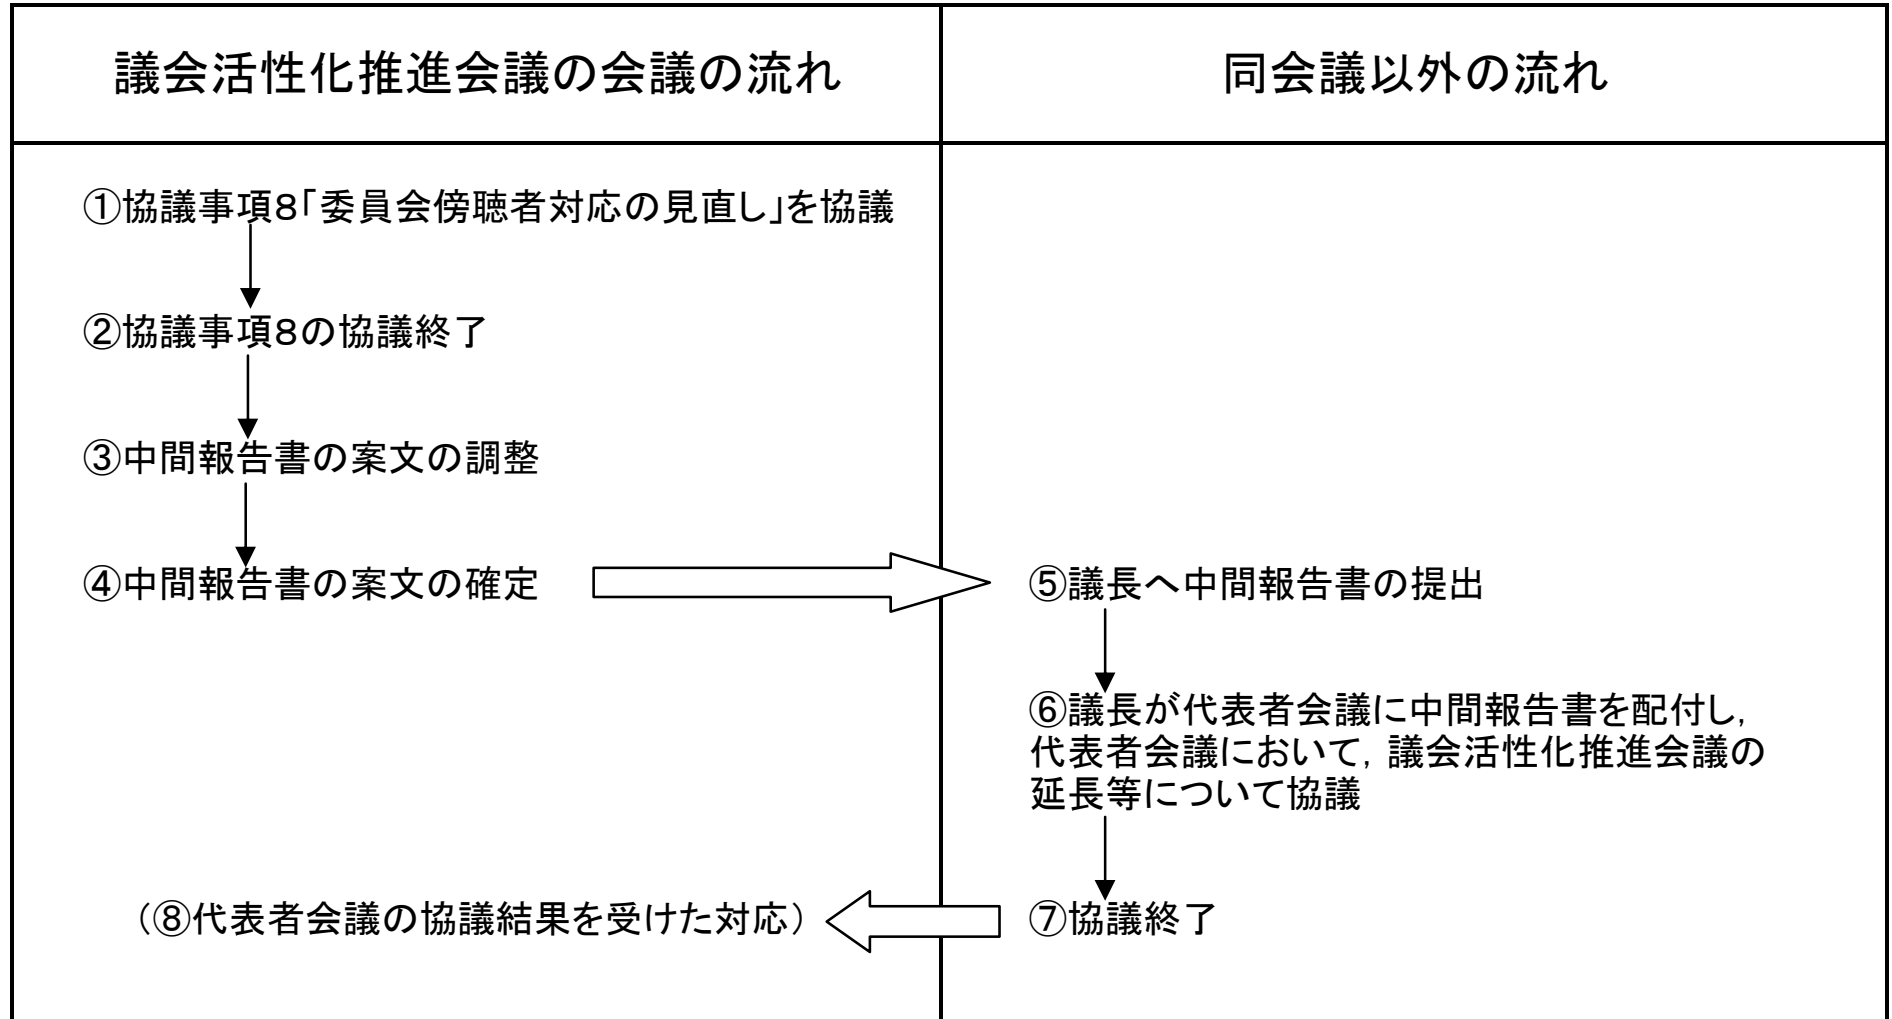 議会活性化推進会議の会議の流れ
同会議以外の流れ
①協議事項8「委員会傍聴者対応の見直し」を協議
②協議事項8の協議終了
③中間報告書の案文の調整
④中間報告書の案文の確定
⑤議長へ中間報告書の提出
⑥議長が代表者会議に中間報告書を配付し，
代表者会議において，議会活性化推進会議の
延長等について協議
⑦協議終了
（⑧代表者会議の協議結果を受けた対応）